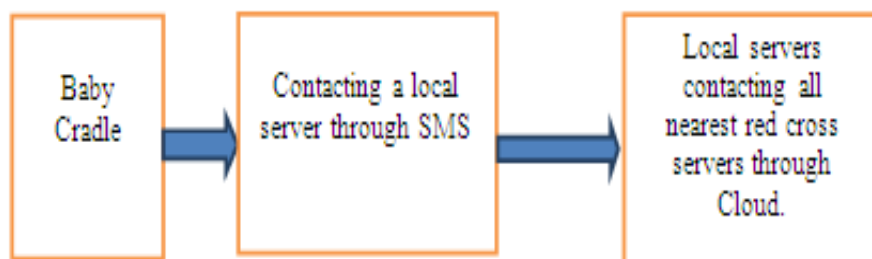 Baby
Cradle
Contacting a local
server through SMS
Local servers
contacting all
nearest red cross
servers through
Cloud.